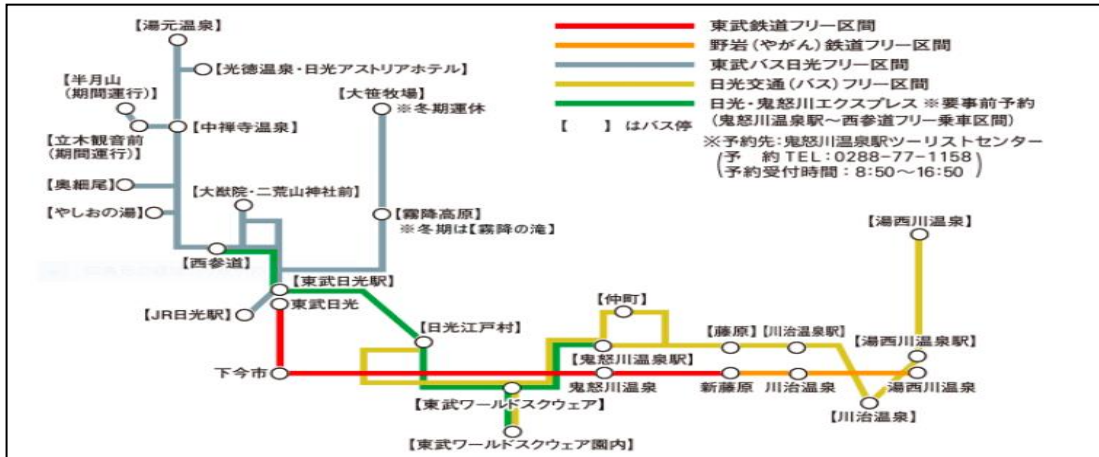 【湯元温泉】
【光徳温泉・日光アストリアホテル】
【半月山
(期間運行)】
【大笹牧場】
※冬期運休
【中禅寺温泉】
【立木観音前
(期間運行)】
【奥細尾】
【大猷院・二荒山神社前】
【やしおの湯】
【霧降高原】
※冬期は【霧降の滝】
【西参道】
【東武日光駅】
東武日光
【JR日光駅】
下今市
【日光江戸村】
【東武ワールドスクウェア】
【東武ワールドスクウェア園内】
【仲町】
【鬼怒川温泉駅】
鬼怒川温泉
【藤原】
新藤原
【川治温泉駅】
川治温泉
【川治温泉】
【湯西川温泉】
【湯西川温泉駅】
湯西川温泉
東武鉄道フリー区間
野岩(やがん)鉄道フリー区間
東武バス日光フリー区間
日光交通(バス)フリー区間
日光・鬼怒川エクスプレス ※要事前予約
(鬼怒川温泉駅〜西参道フリー乗車区間)
【 】はバス停
※予約先:鬼怒川温泉駅ツーリストセンター
(予 約TEL:0288-77-1158
予約受付時間:8:50〜16:50)